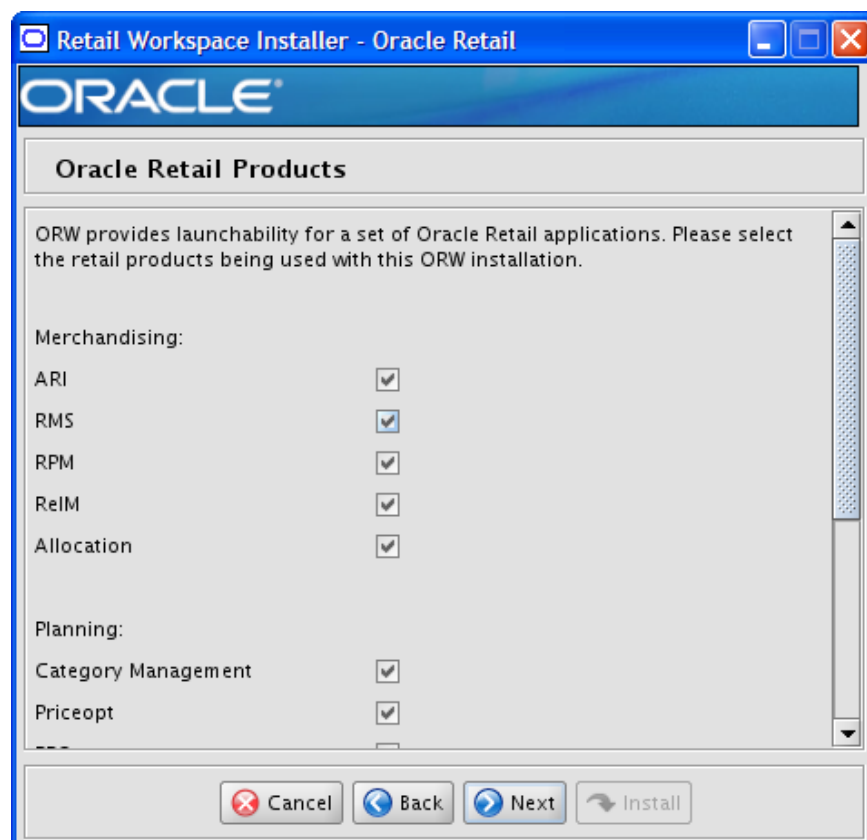 Retail Workspace Installer - Oracle Retail
ORACLE®
Oracle Retail Products
ORW provides launchability for a set of Oracle Retail applications. Please select
the retail products being used with this ORW installation.
Merchandising:
ARI
RMS
RPM
ReIM
Allocation
Planning:
Category Management
Priceopt
Cancel
Back
Next
Install